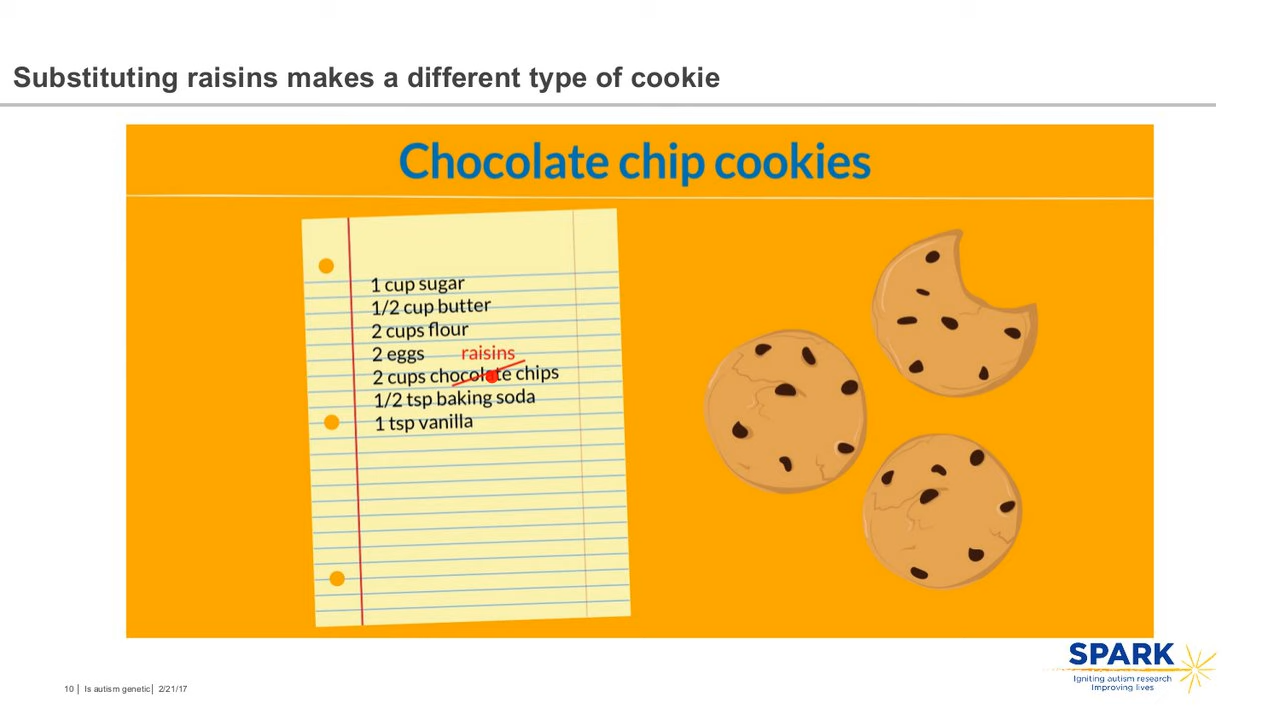 Substituting raisins makes a different type of cookie
Chocolate chip cookies
1 cup sugar
1/2 cup butter
2 cups flour
2 eggs
raisins
2 cups chocolate chips
1/2 tsp baking soda
1 tsp vanilla
SPARK
Igniting autism research
Improving lives
10 | Is autism genetic | 2/21/17